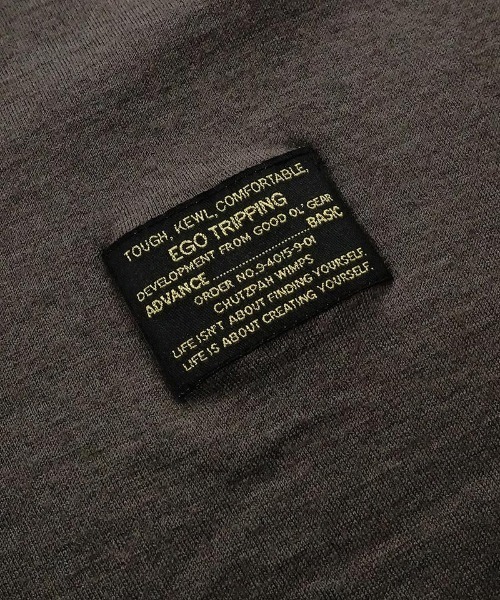 TOUGH, KEWL, COMFORTABLE,
EGO TRIPPING
DEVELOPMENT FROM GOOD OL' GEAR
ADVANCE BASIC
ORDER NO.9-4015-9-01
CHUTZPAH WIMPS
LIFE ISN'T ABOUT FINDING YOURSELF.
LIFE IS ABOUT CREATING YOURSELF.